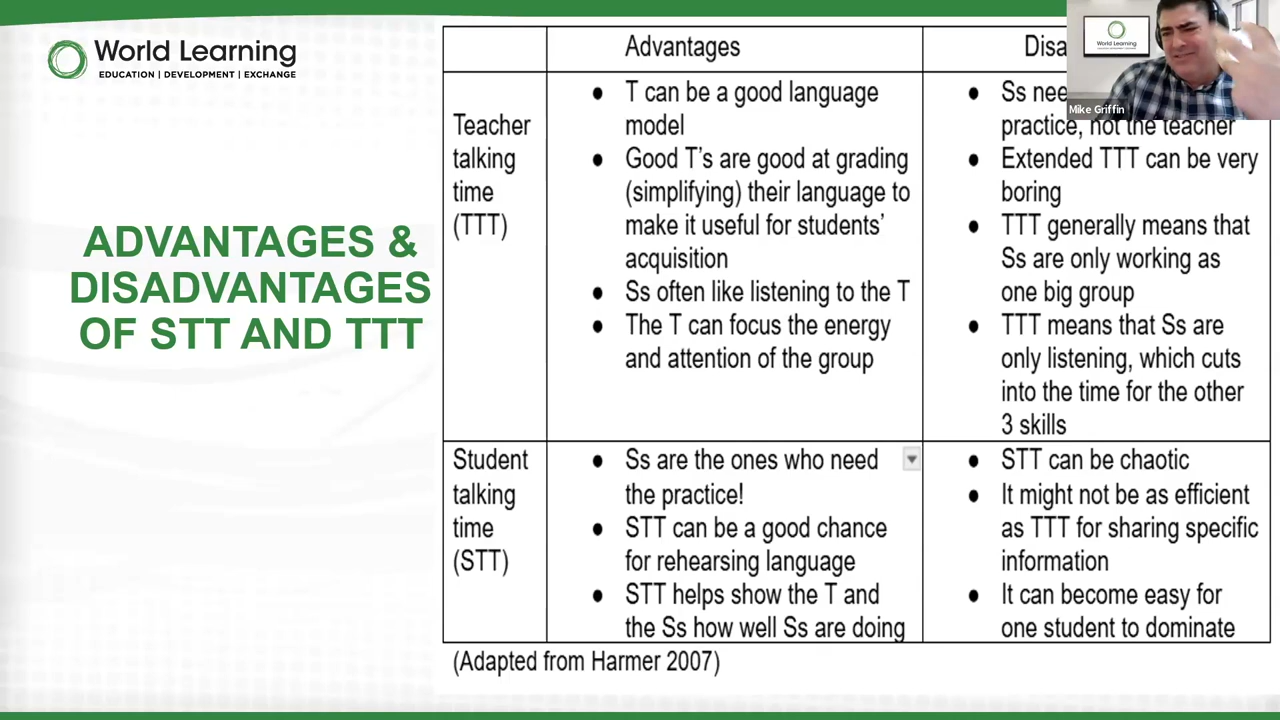 World Learning
EDUCATION | DEVELOPMENT | EXCHANGE
ADVANTAGES &
DISADVANTAGES
OF STT AND TTT
Advantages
Teacher
talking
time
(TTT)
● T can be a good language
model
● Good T's are good at grading
(simplifying) their language to
make it useful for students'
acquisition
● Ss often like listening to the T
● The T can focus the energy
and attention of the group
● Ss
practice, not the teacher
● Extended TTT can be very
boring
● TTT generally means that
Ss are only working as
one big group
● TTT means that Ss are
only listening, which cuts
into the time for the other
3 skills
Student
talking
time
(STT)
● Ss are the ones who need
the practice!
● STT can be a good chance
for rehearsing language
● STT helps show the T and
the Ss how well Ss are doing
● STT can be chaotic
● It might not be as efficient
as TTT for sharing specific
information
● It can become easy for
one student to dominate
(Adapted from Harmer 2007)
World Learning
Mike Griffin